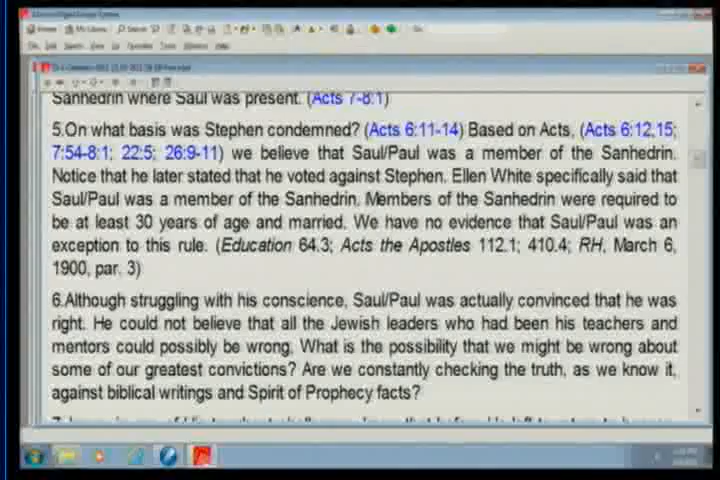 Sanhedrin where Saul was present. (Acts 7-8:1)
5.On what basis was Stephen condemned? (Acts 6:11-14) Based on Acts, (Acts 6:12,15;
7:54-8:1; 22:5; 26:9-11) we believe that Saul/Paul was a member of the Sanhedrin.
Notice that he later stated that he voted against Stephen. Ellen White specifically said that
Saul/Paul was a member of the Sanhedrin. Members of the Sanhedrin were required to
be at least 30 years of age and married. We have no evidence that Saul/Paul was an
exception to this rule. (Education 64.3; Acts the Apostles 112.1; 410.4; RH, March 6,
1900, par. 3)
6.Although struggling with his conscience, Saul/Paul was actually convinced that he was
right. He could not believe that all the Jewish leaders who had been his teachers and
mentors could possibly be wrong. What is the possibility that we might be wrong about
some of our greatest convictions? Are we constantly checking the truth, as we know it,
against biblical writings and Spirit of Prophecy facts?